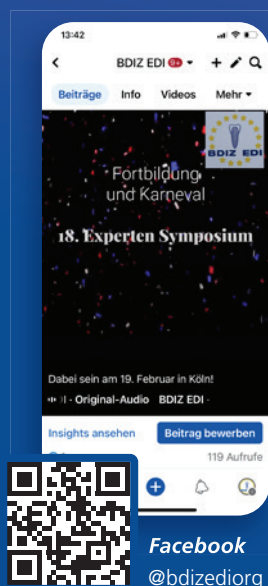 13:42
BDIZ EDI 9+
Beiträge Info Videos Mehr
BDIZ EDI
Fortbildung
und Karneval
18. Experten Symposium
Dabei sein am 19. Februar in Köln!
- Original-Audio BDIZ EDI -
Insights ansehen Beitrag bewerben
119 Aufrufe
Facebook
@bdizediorg